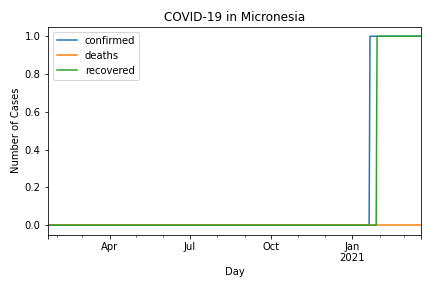 COVID-19 in Micronesia
confirmed
deaths
recovered
Number of Cases
1.0
0.8
0.6
0.4
0.2
0.0
Apr Jul Oct Jan
2021
Day